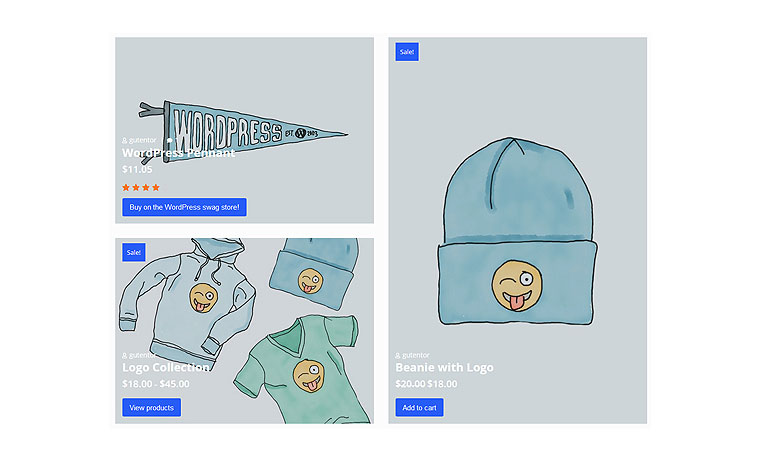 WORDPRESS EST. 2003
gutentor
WordPress Pennant
$11.05
Buy on the WordPress swag store!
Sale!
gutentor
Logo Collection
$18.00 - $45.00
View products
Sale!
gutentor
Beanie with Logo
$20.00 $18.00
Add to cart